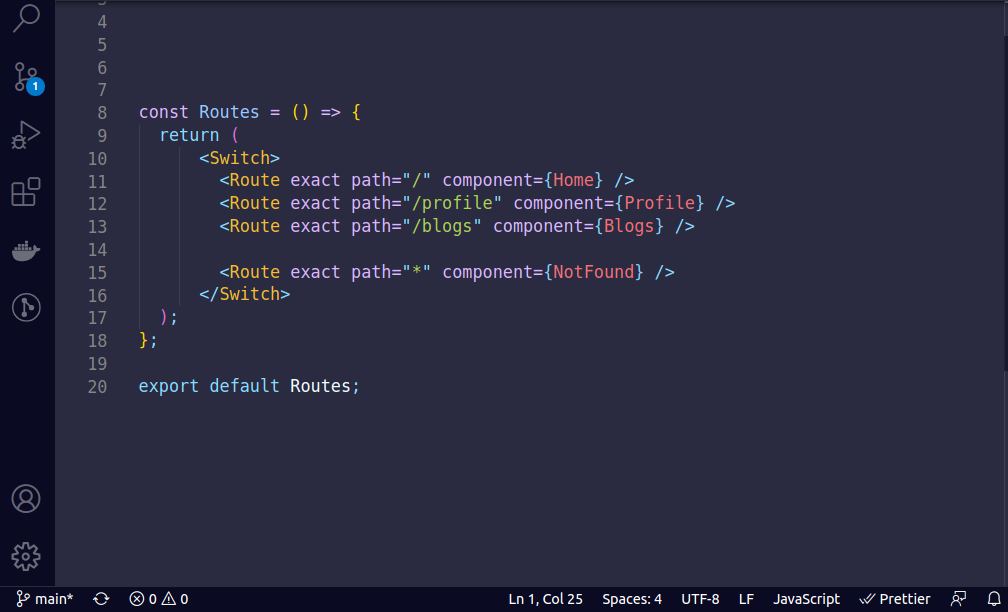 4
5
6
7
8 const Routes = () => {
9 return (
10 <Switch>
11 <Route exact path="/" component={Home} />
12 <Route exact path="/profile" component={Profile} />
13 <Route exact path="/blogs" component={Blogs} />
14
15 <Route exact path="*" component={NotFound} />
16 </Switch>
17 );
18 };
19
20 export default Routes;
1
main* 0 0 Ln 1, Col 25 Spaces: 4 UTF-8 LF JavaScript Prettier